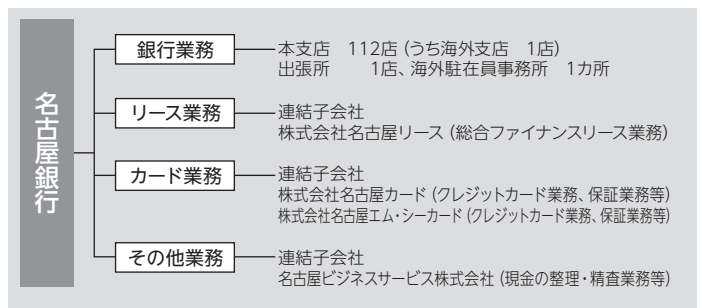 名古屋銀行
銀行業務
本支店 112店（うち海外支店 1店）
出張所 1店、海外駐在員事務所 1カ所
リース業務
連結子会社
株式会社名古屋リース（総合ファイナンスリース業務）
カード業務
連結子会社
株式会社名古屋カード（クレジットカード業務、保証業務等）
株式会社名古屋エム・シーカード（クレジットカード業務、保証業務等）
その他業務
連結子会社
名古屋ビジネスサービス株式会社（現金の整理・精査業務等）